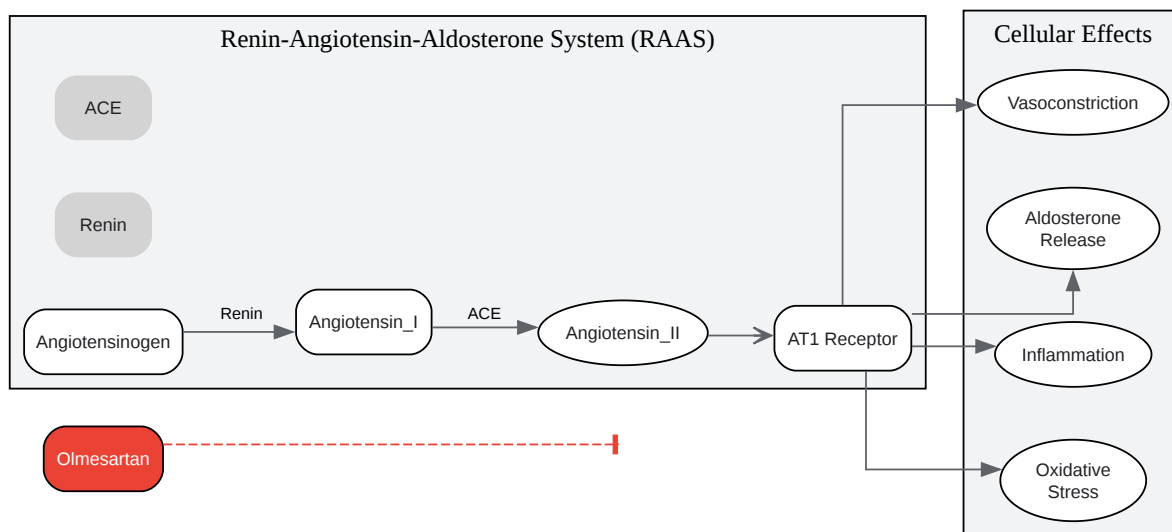 Renin-Angiotensin-Aldosterone System (RAAS)
Cellular Effects
ACE
Vasoconstriction
Renin
Aldosterone
Release
Angiotensinogen
Renin
Angiotensin_I
ACE
Angiotensin_II
AT1 Receptor
Inflammation
Olmesartan
Oxidative
Stress